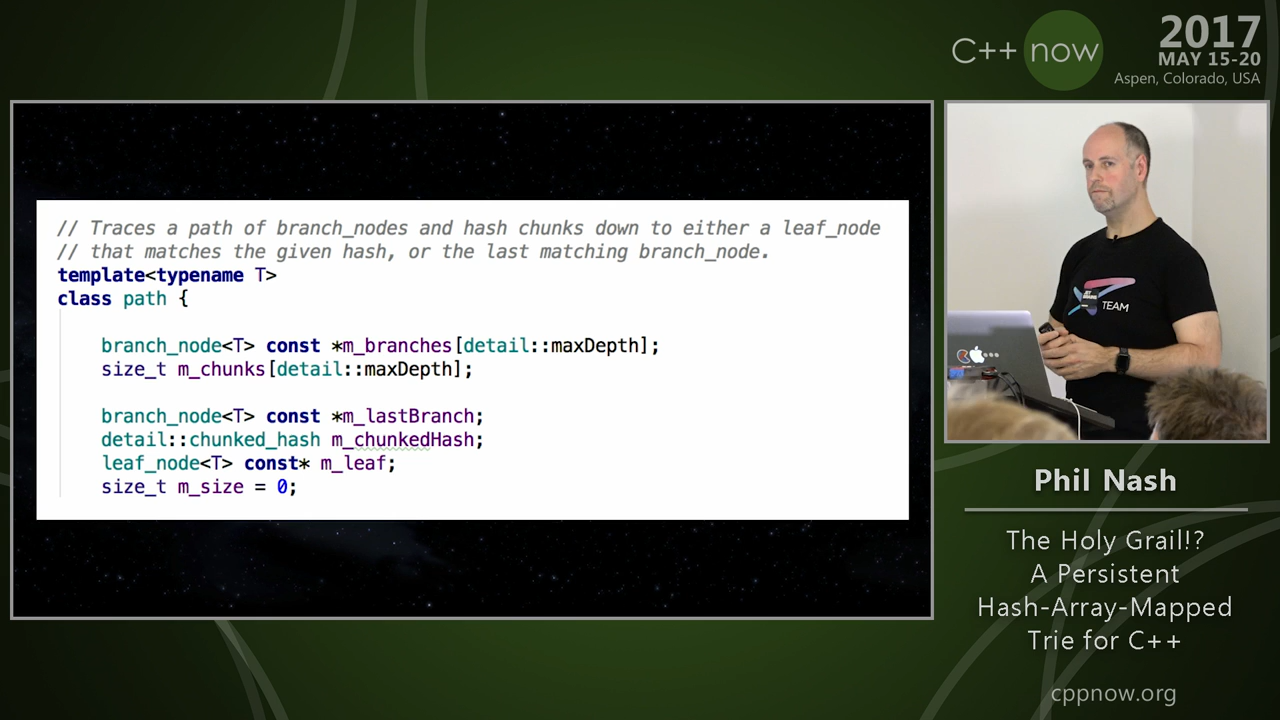 C++ now
2017
MAY 15-20
Aspen, Colorado, USA
// Traces a path of branch_nodes and hash chunks down to either a leaf_node
// that matches the given hash, or the last matching branch_node.
template<typename T>
class path {
branch_node<T> const *m_branches[detail::maxDepth];
size_t m_chunks[detail::maxDepth];
branch_node<T> const *m_lastBranch;
detail::chunked_hash m_chunkedHash;
leaf_node<T> const* m_leaf;
size_t m_size = 0;
TEAM
Phil Nash
The Holy Grail!?
A Persistent
Hash-Array-Mapped
Trie for C++
cppnow.org